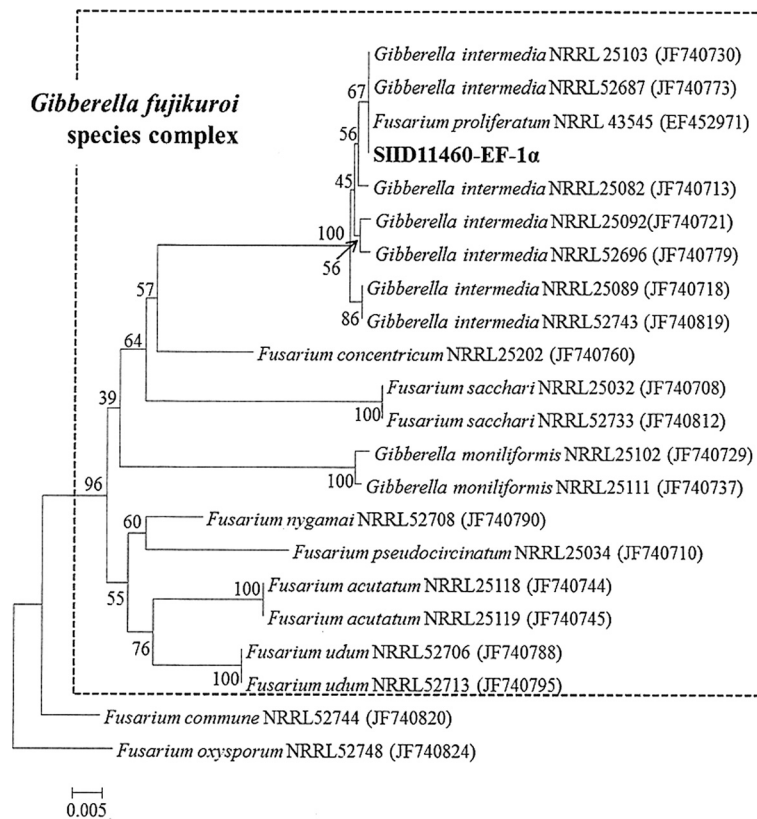 Gibberella fujikuroi
species complex
Gibberella intermedia NRRL 25103 (JF740730)
Gibberella intermedia NRRL52687 (JF740773)
Fusarium proliferatum NRRL 43545 (EF452971)
SIID11460-EF-1α
Gibberella intermedia NRRL25082 (JF740713)
Gibberella intermedia NRRL25092(JF740721)
Gibberella intermedia NRRL52696 (JF740779)
Gibberella intermedia NRRL25089 (JF740718)
Gibberella intermedia NRRL52743 (JF740819)
Fusarium concentricum NRRL25202 (JF740760)
Fusarium sacchari NRRL25032 (JF740708)
Fusarium sacchari NRRL52733 (JF740812)
Gibberella moniliformis NRRL25102 (JF740729)
Gibberella moniliformis NRRL25111 (JF740737)
Fusarium nygamai NRRL52708 (JF740790)
Fusarium pseudocircinatum NRRL25034 (JF740710)
Fusarium acutatum NRRL25118 (JF740744)
Fusarium acutatum NRRL25119 (JF740745)
Fusarium udum NRRL52706 (JF740788)
Fusarium udum NRRL52713 (JF740795)
Fusarium commune NRRL52744 (JF740820)
Fusarium oxysporum NRRL52748 (JF740824)
67
56
45
100
56
86
57
64
100
39
100
96
60
55
100
76
100
0.005